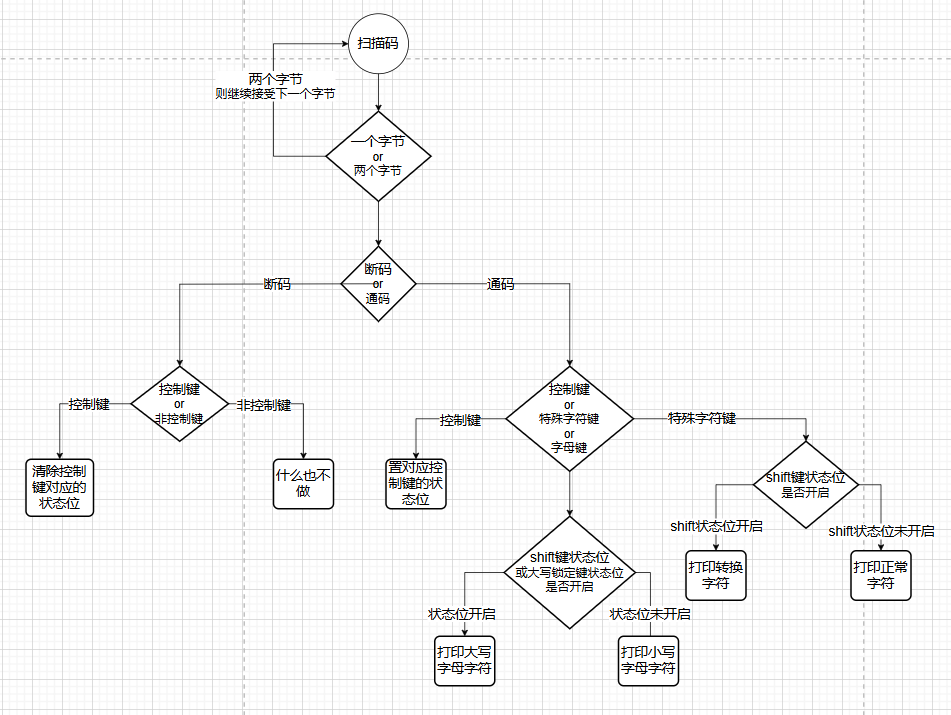 扫描码
两个字节
则继续接受下一个字节
一个字节
or
两个字节
断码
or
通码
断码
通码
控制键
or
非控制键
控制键
非控制键
清除控制
键对应的
状态位
什么也不
做
控制键
or
特殊字符键
or
字母键
控制键
特殊字符键
置对应控
制键的状
态位
shift键状态位
是否开启
shift状态位开启
shift状态位未开启
打印转换
字符
打印正常
字符
shift键状态位
或大写锁定键状态位
是否开启
状态位开启
状态位未开启
打印大写
字母字符
打印小写
字母字符